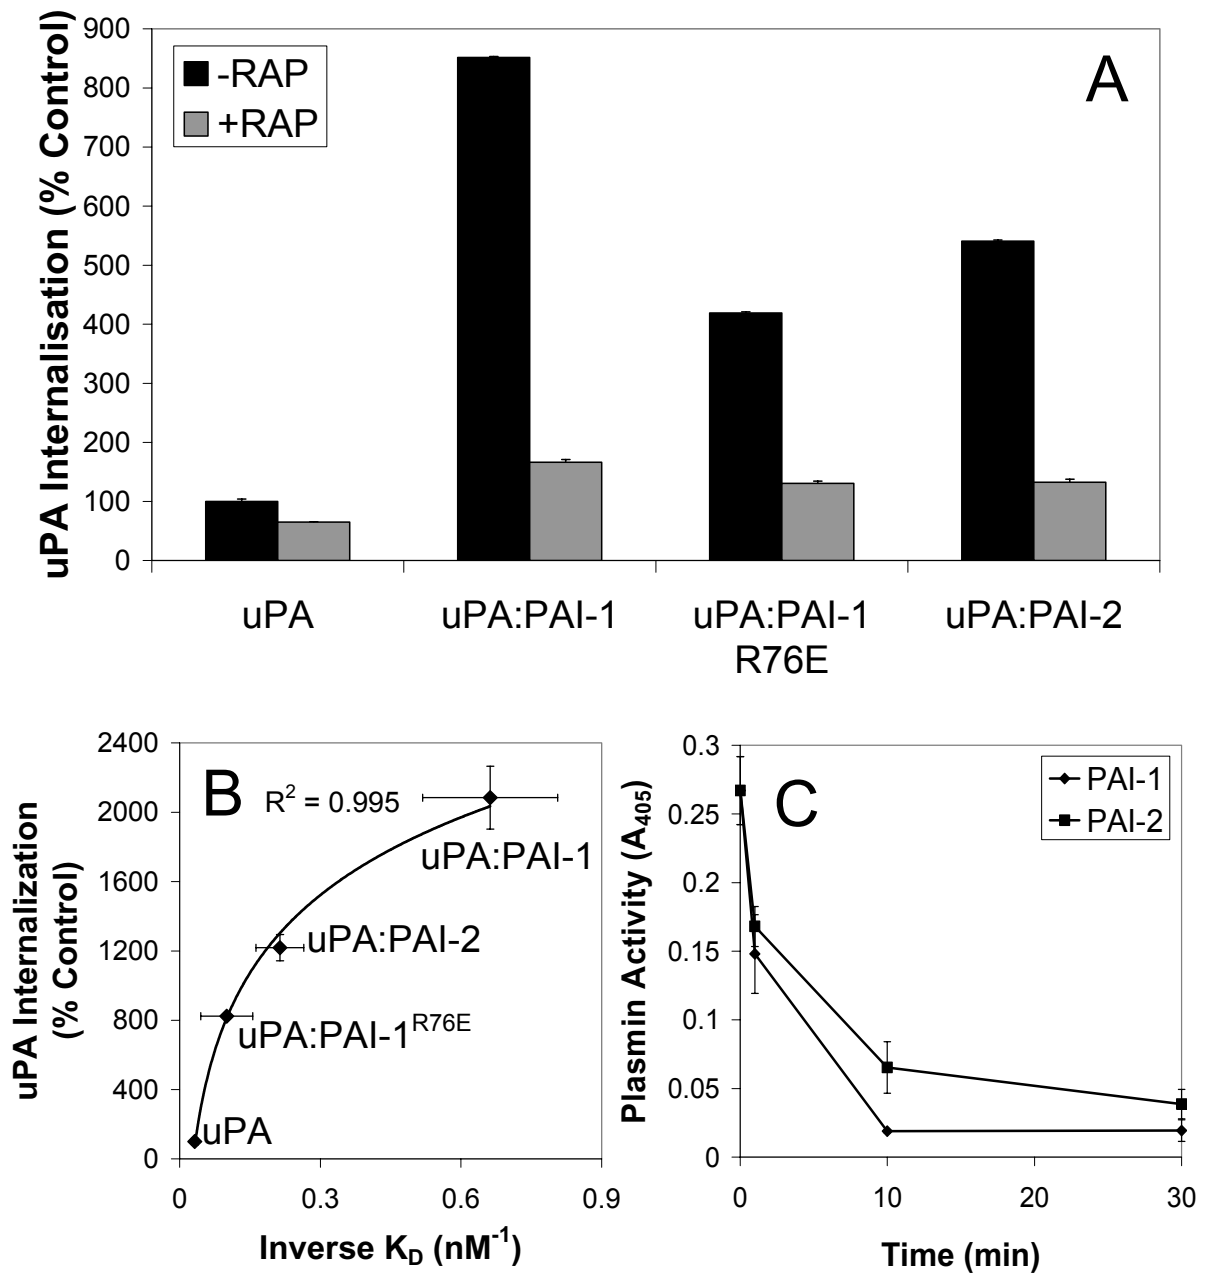 uPA Internalisation (% Control)
900
800
700
600
500
400
300
200
100
0
-RAP
+RAP
A
uPA
uPA:PAI-1
uPA:PAI-1
R76E
uPA:PAI-2
uPA Internalization
(% Control)
2400
2000
1600
1200
800
400
0
B
R² = 0.995
uPA:PAI-1
uPA:PAI-2
uPA:PAI-1^R76E
uPA
0 0.3 0.6 0.9
Inverse K_D (nM⁻¹)
Plasmin Activity (A₄₀₅)
0.3
0.25
0.2
0.15
0.1
0.05
0
C
PAI-1
PAI-2
0 10 20 30
Time (min)